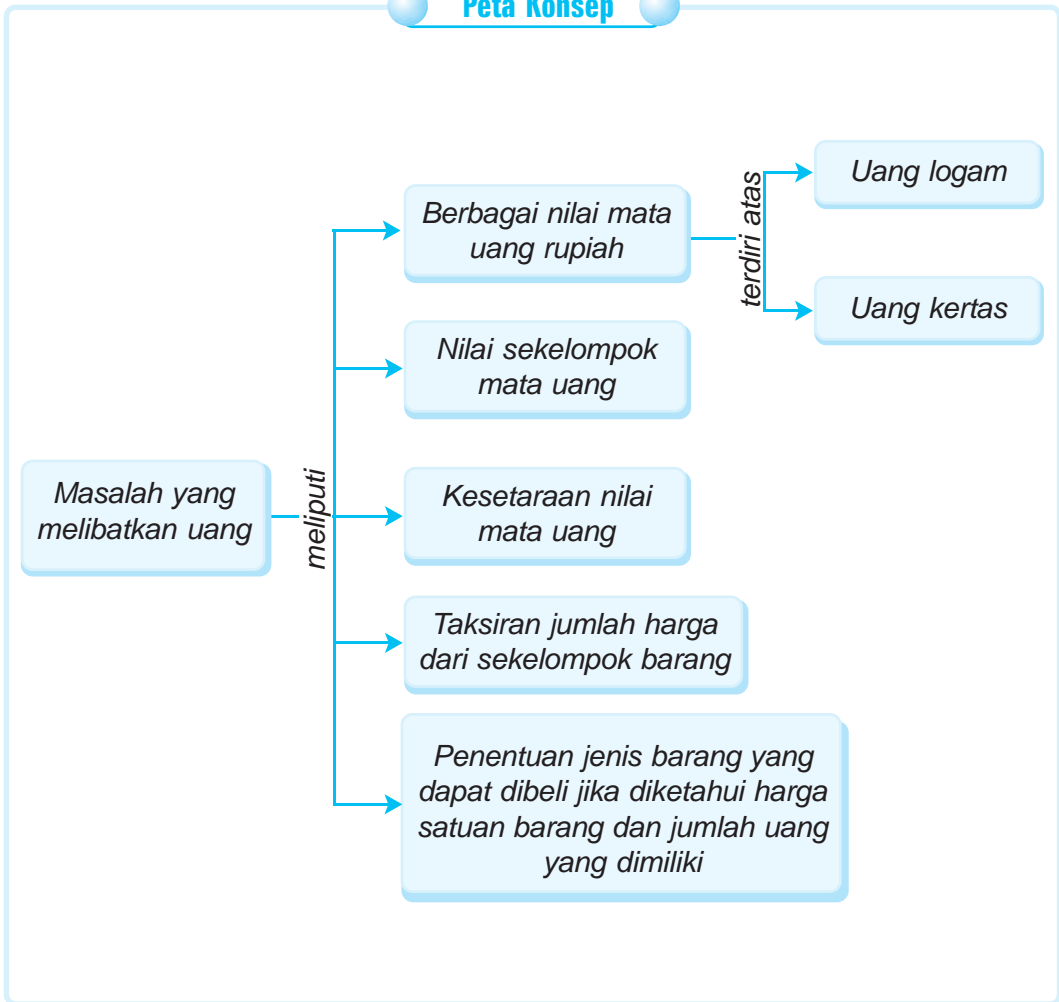 Peta Konsep
Masalah yang
melibatkan uang
meliputi
Berbagai nilai mata
uang rupiah
terdiri atas
Uang logam
Uang kertas
Nilai sekelompok
mata uang
Kesetaraan nilai
mata uang
Taksiran jumlah harga
dari sekelompok barang
Penentuan jenis barang yang
dapat dibeli jika diketahui harga
satuan barang dan jumlah uang
yang dimiliki